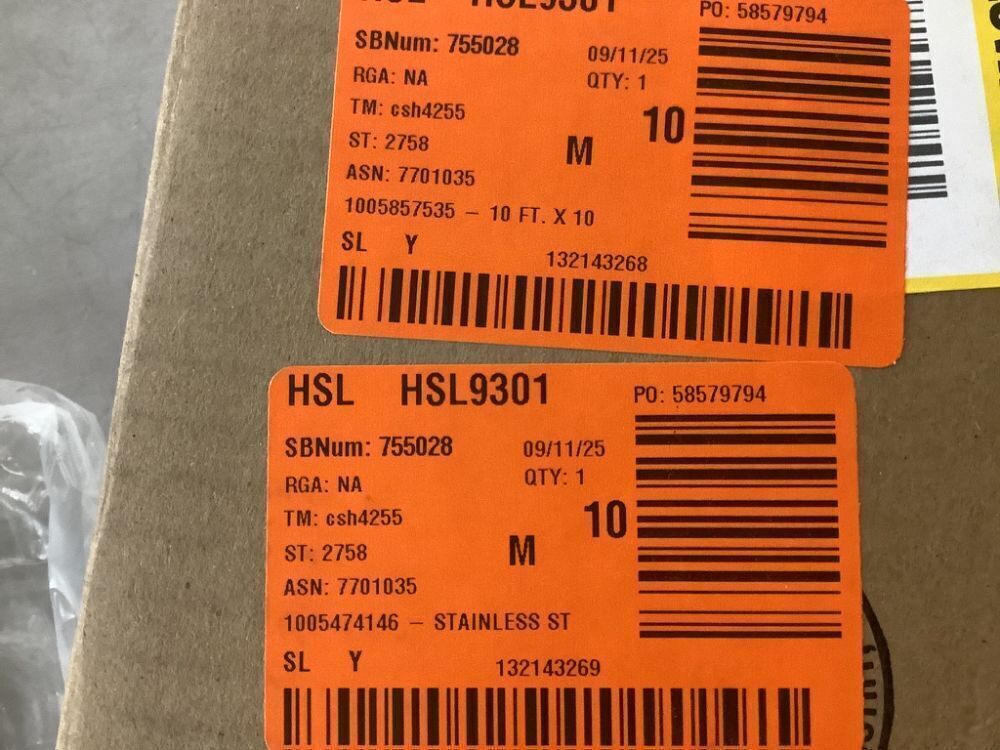 HSL HSL9301
PO: 58579794
SBNum: 755028
09/11/25
RGA: NA
QTY: 1
TM: csh4255
10
ST: 2758
M
ASN: 7701035
1005857535 – 10 FT. X 10
SL Y
132143268
HSL HSL9301
PO: 58579794
SBNum: 755028
09/11/25
RGA: NA
QTY: 1
TM: csh4255
10
ST: 2758
M
ASN: 7701035
1005474146 – STAINLESS ST
SL Y
132143269